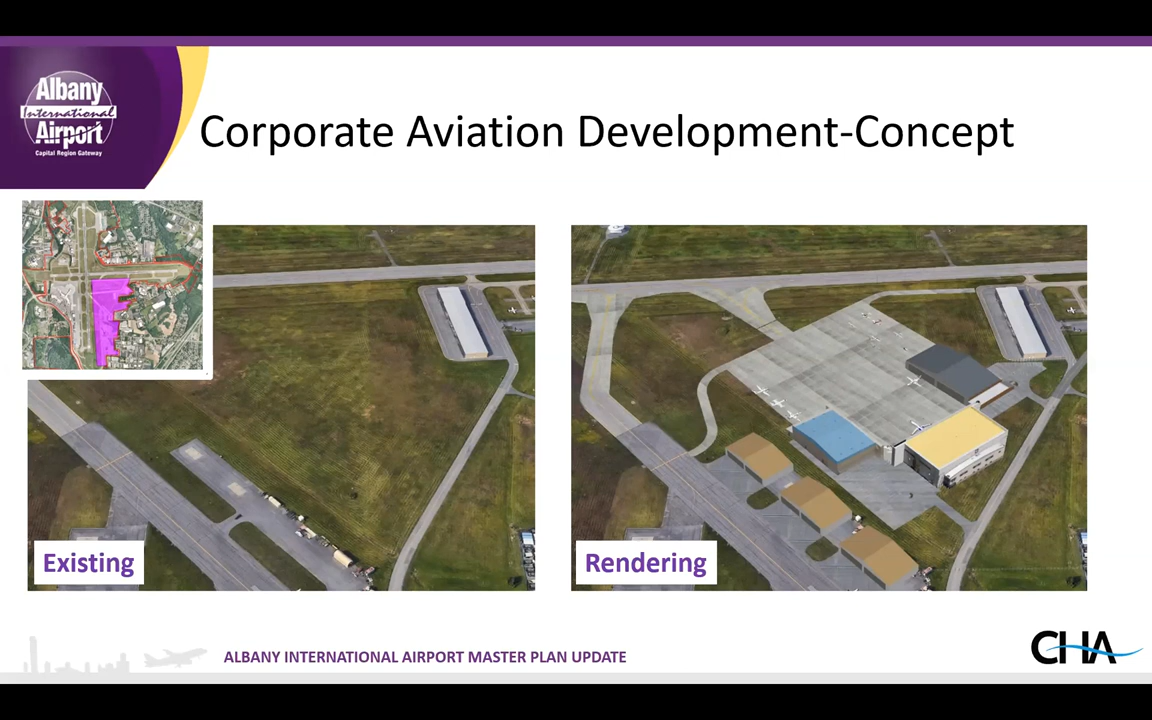 Albany
International
Airport
Capital Region Gateway
Corporate Aviation Development-Concept
Existing
Rendering
ALBANY INTERNATIONAL AIRPORT MASTER PLAN UPDATE
CHA